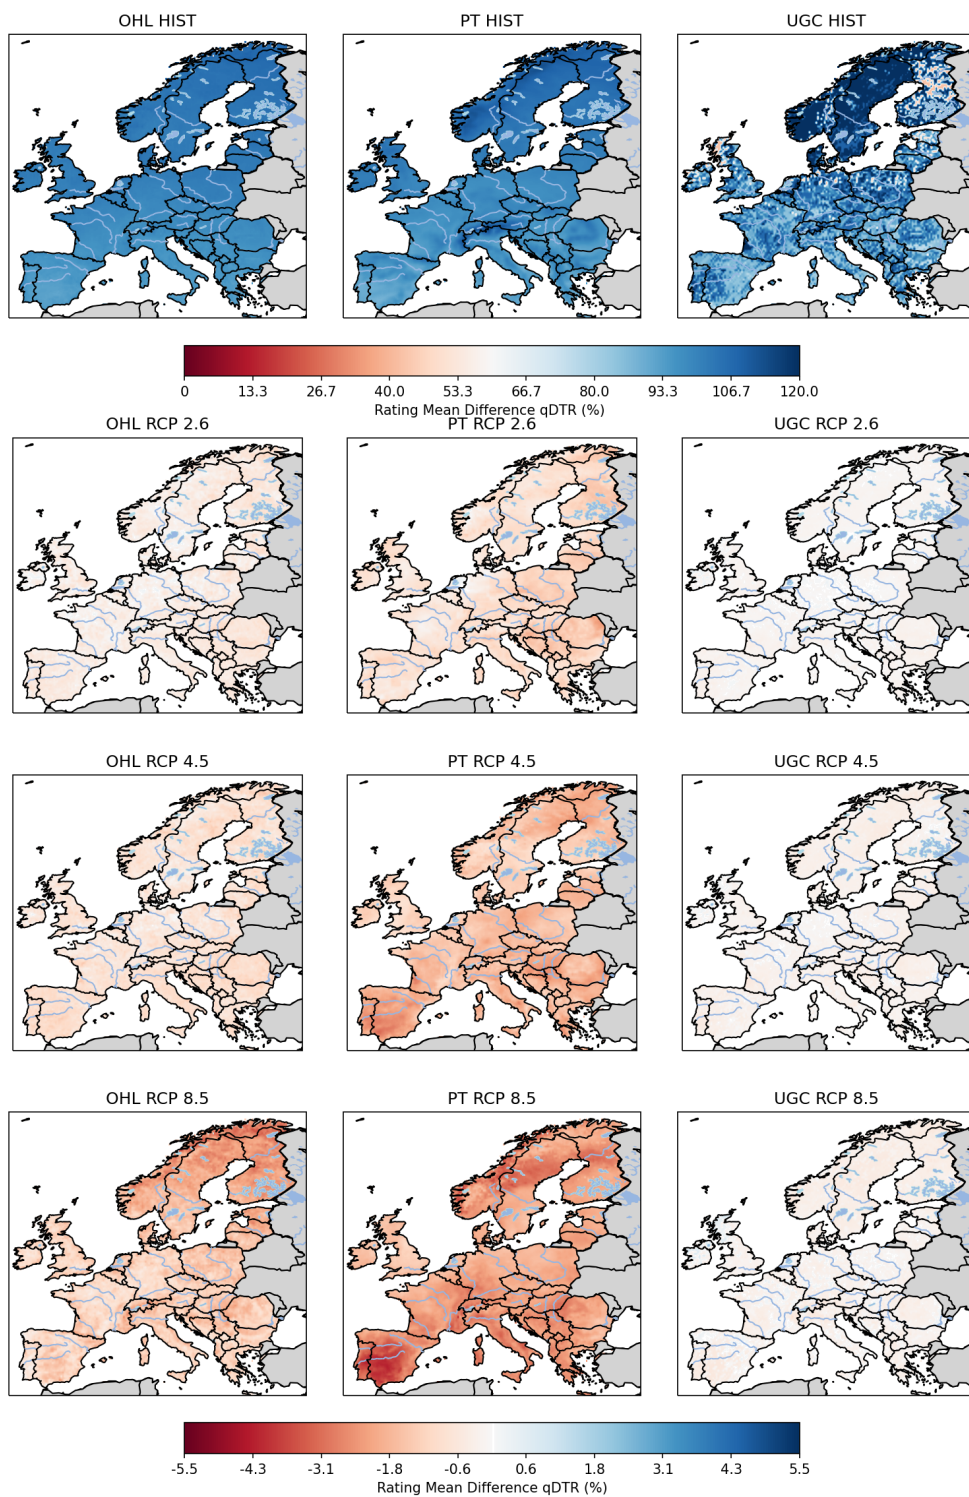 OHL HIST PT HIST UGC HIST
0 13.3 26.7 40.0 53.3 66.7 80.0 93.3 106.7 120.0
Rating Mean Difference qDTR (%)
OHL RCP 2.6 PT RCP 2.6 UGC RCP 2.6
OHL RCP 4.5 PT RCP 4.5 UGC RCP 4.5
OHL RCP 8.5 PT RCP 8.5 UGC RCP 8.5
-5.5 -4.3 -3.1 -1.8 -0.6 0.6 1.8 3.1 4.3 5.5
Rating Mean Difference qDTR (%)